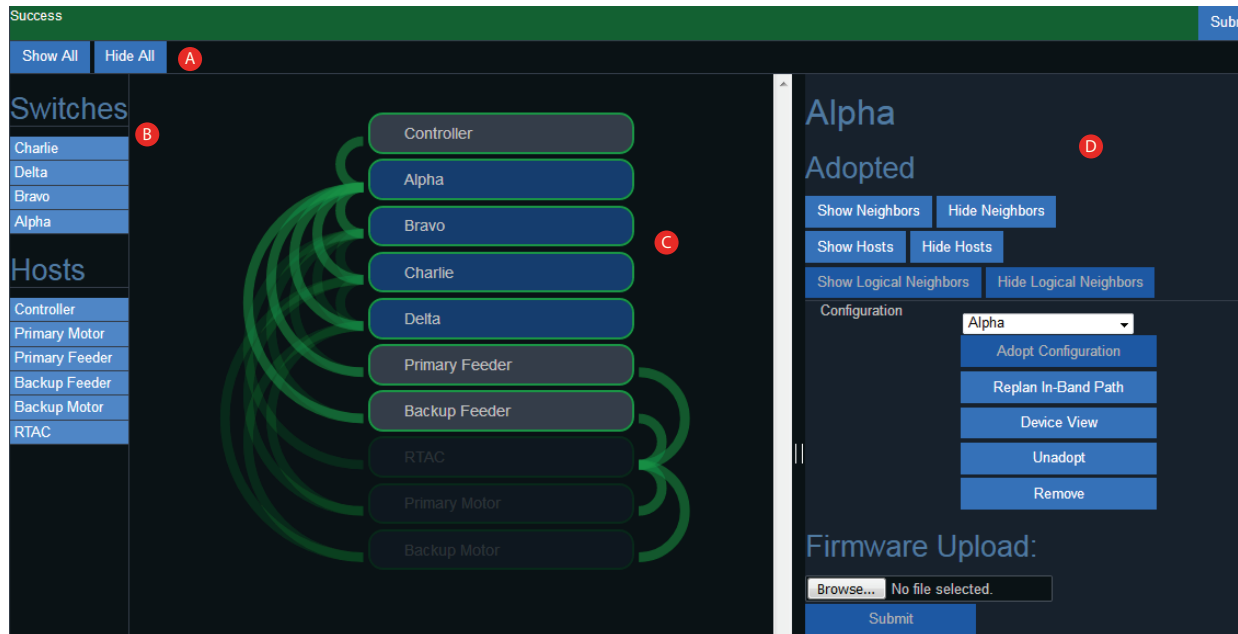 Success
Subr
Show All Hide All A
Switches
B
Charlie
Delta
Bravo
Alpha
Hosts
Controller
Primary Motor
Primary Feeder
Backup Feeder
Backup Motor
RTAC
Controller
Alpha
Bravo
C
Charlie
Delta
Primary Feeder
Backup Feeder
RTAC
Primary Motor
Backup Motor
Alpha
D
Adopted
Show Neighbors Hide Neighbors
Show Hosts Hide Hosts
Show Logical Neighbors Hide Logical Neighbors
Configuration Alpha
Adopt Configuration
Replan In-Band Path
Device View
Unadopt
Remove
Firmware Upload:
Browse... No file selected.
Submit